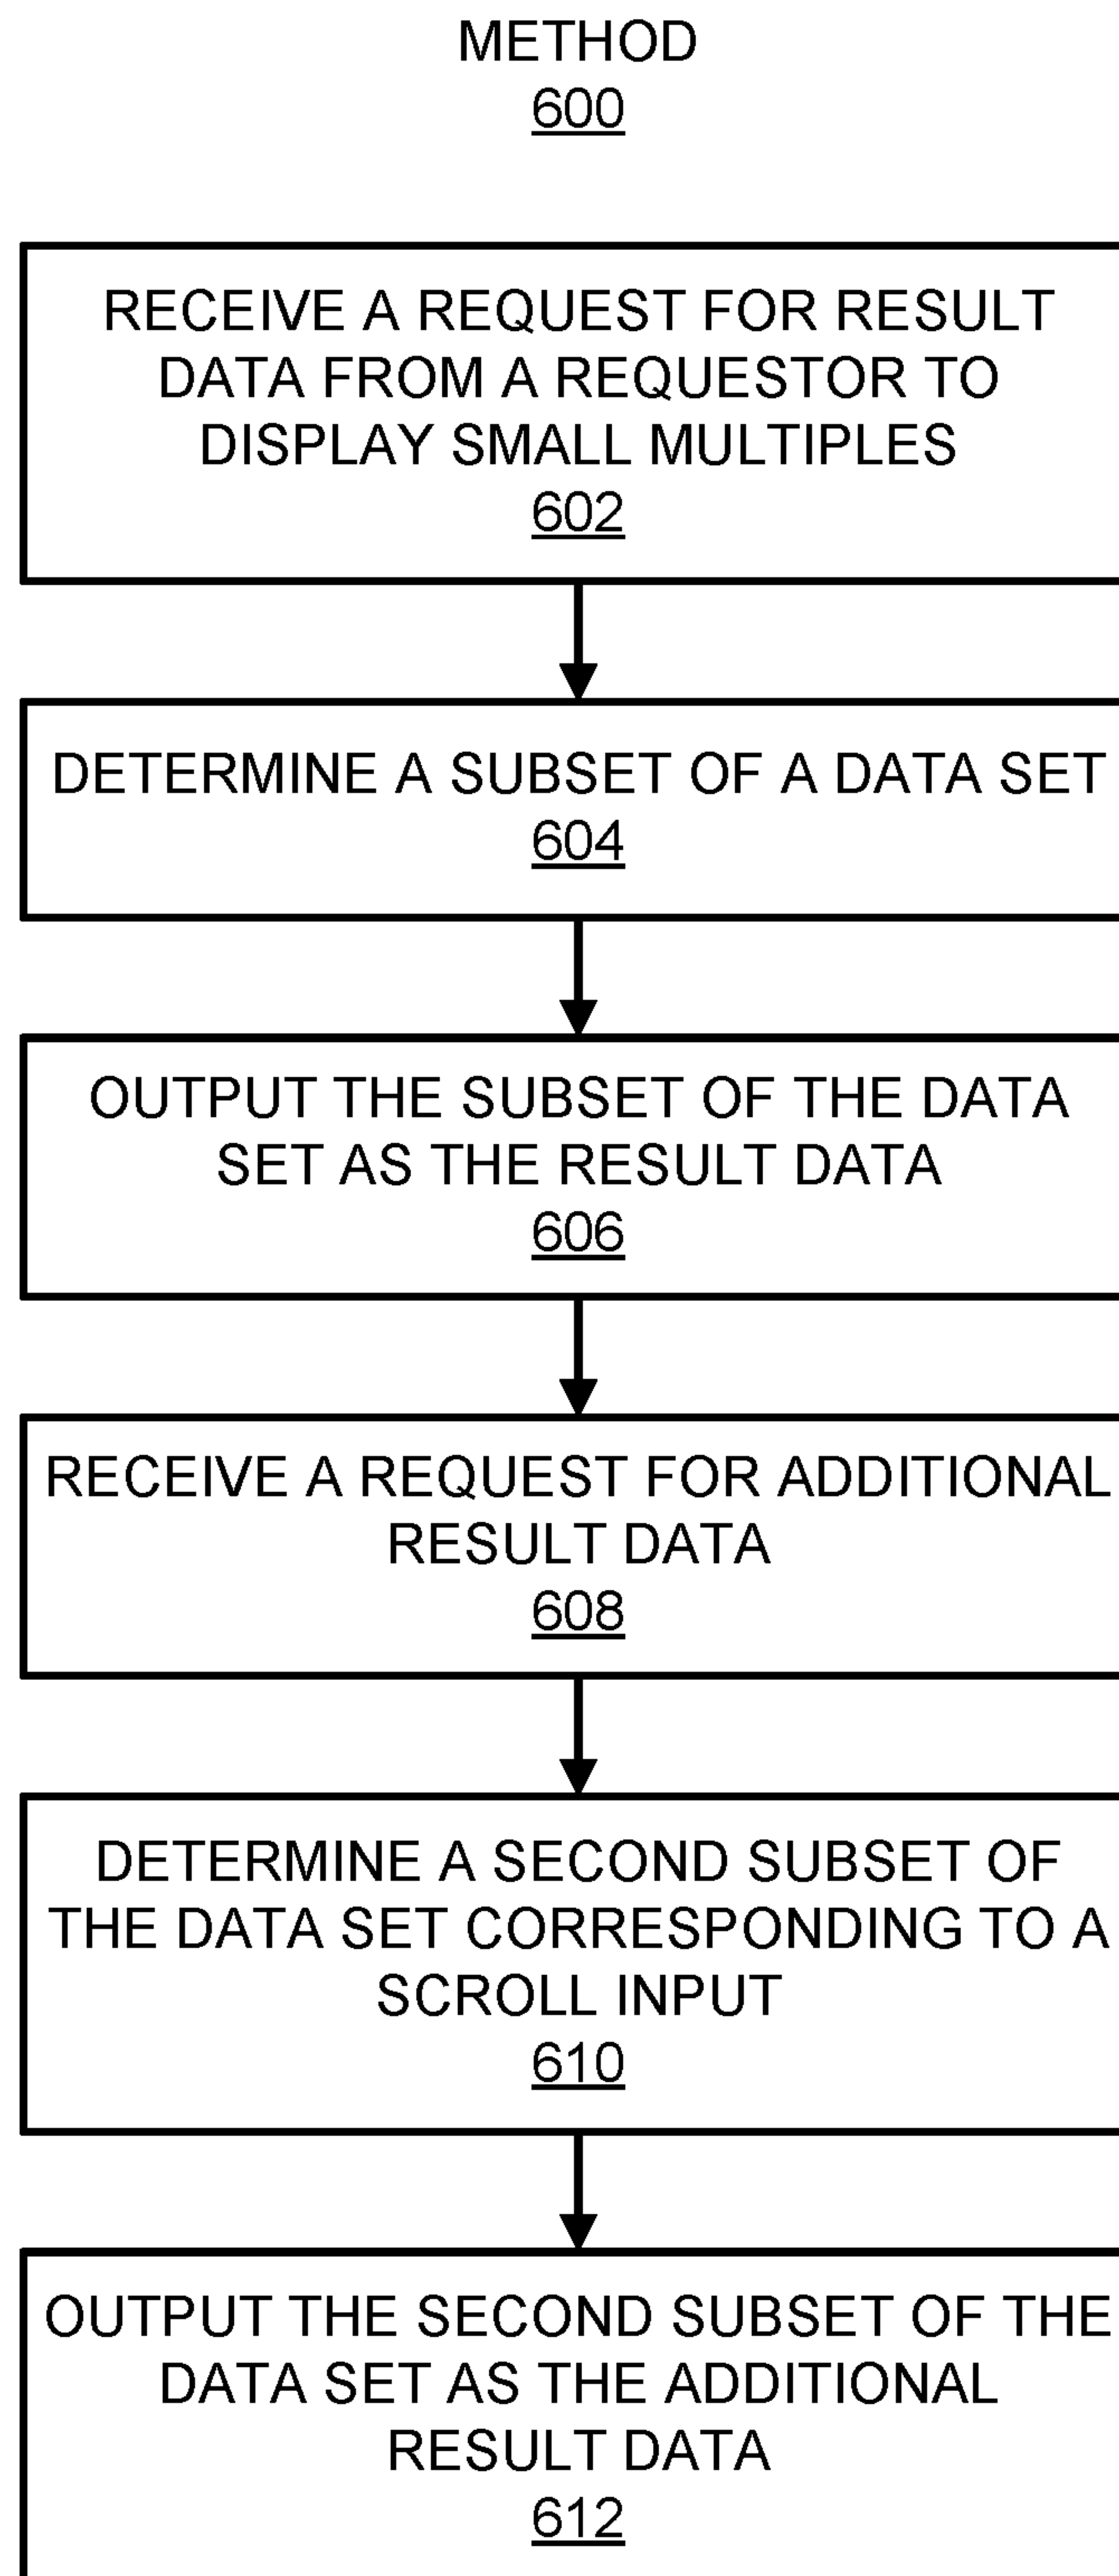 METHOD
600
RECEIVE A REQUEST FOR RESULT
DATA FROM A REQUESTOR TO
DISPLAY SMALL MULTIPLES
602
DETERMINE A SUBSET OF A DATA SET
604
OUTPUT THE SUBSET OF THE DATA
SET AS THE RESULT DATA
606
RECEIVE A REQUEST FOR ADDITIONAL
RESULT DATA
608
DETERMINE A SECOND SUBSET OF
THE DATA SET CORRESPONDING TO A
SCROLL INPUT
610
OUTPUT THE SECOND SUBSET OF THE
DATA SET AS THE ADDITIONAL
RESULT DATA
612